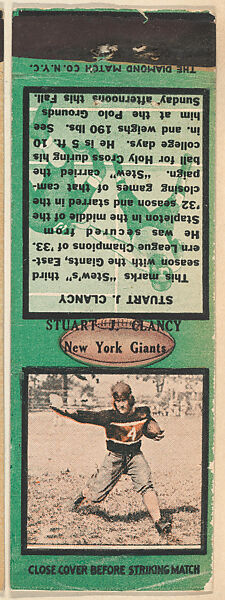 THE DIAMOND MATCH CO. N.Y.C.
STUART J. CLANCY
This marks "Stew's" third
season with the Giants, East-
ern League Champions of '33.
He was secured from
Stapleton in the middle of the
'32 season and starred in the
closing games of that cam-
paign. "Stew" carried the
ball for Holy Cross during his
college days. He is 5 ft. 10
in. and weighs 190 lbs. See
him at the Polo Grounds
Sunday afternoons this Fall.
STUART J. CLANCY
New York Giants
4
CLOSE COVER BEFORE STRIKING MATCH